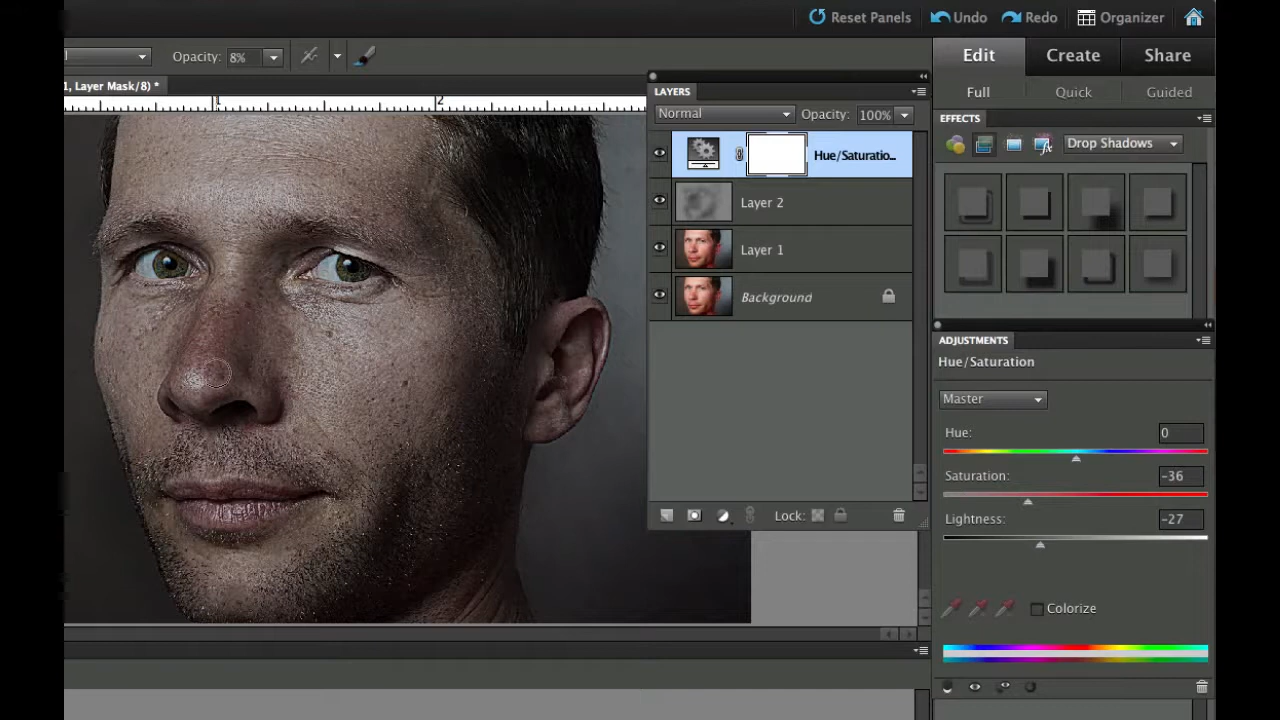 Reset Panels Undo Redo Organizer
Opacity: 8%
Edit Create Share
1, Layer Mask/8) *
Full Quick Guided
1 2
LAYERS
Normal Opacity: 100%
EFFECTS
Drop Shadows
Hue/Saturatio...
Layer 2
Layer 1
Background
ADJUSTMENTS
Hue/Saturation
Master
Hue: 0
Saturation: -36
Lightness: -27
Lock:
Colorize